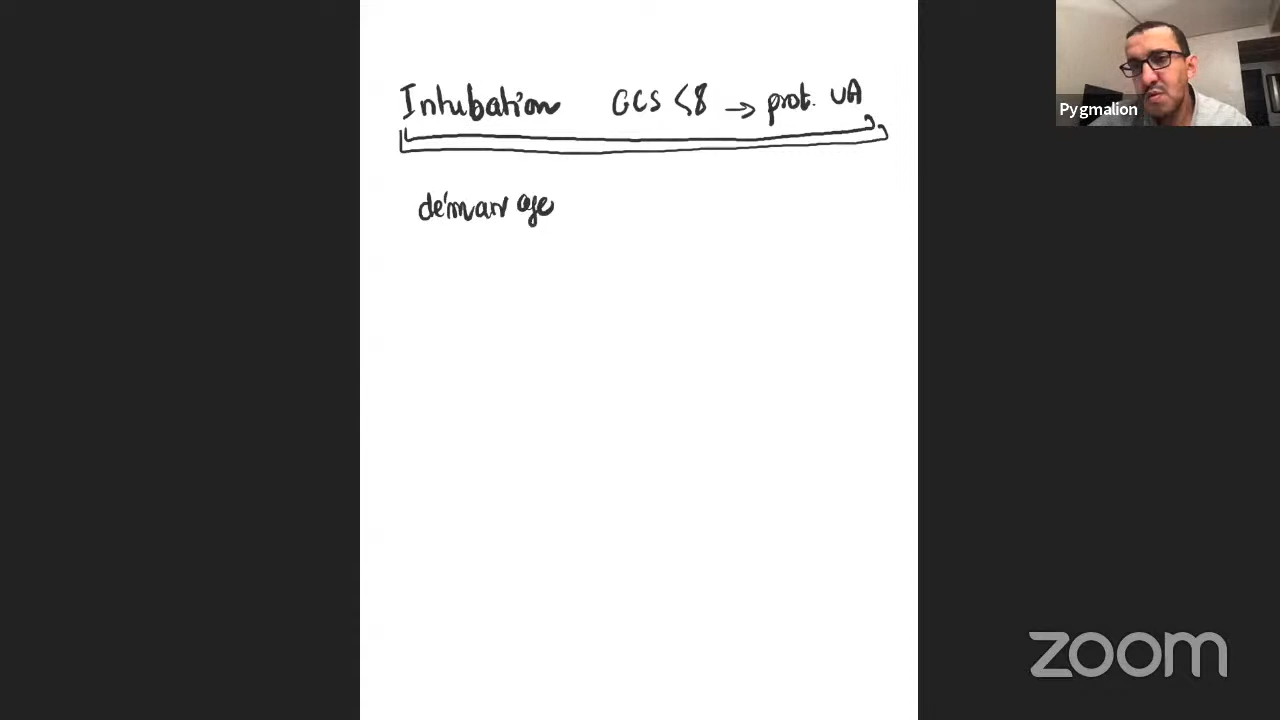 Intubation GCS <8 → prot. VA
démarrage
Pygmalion
zoom